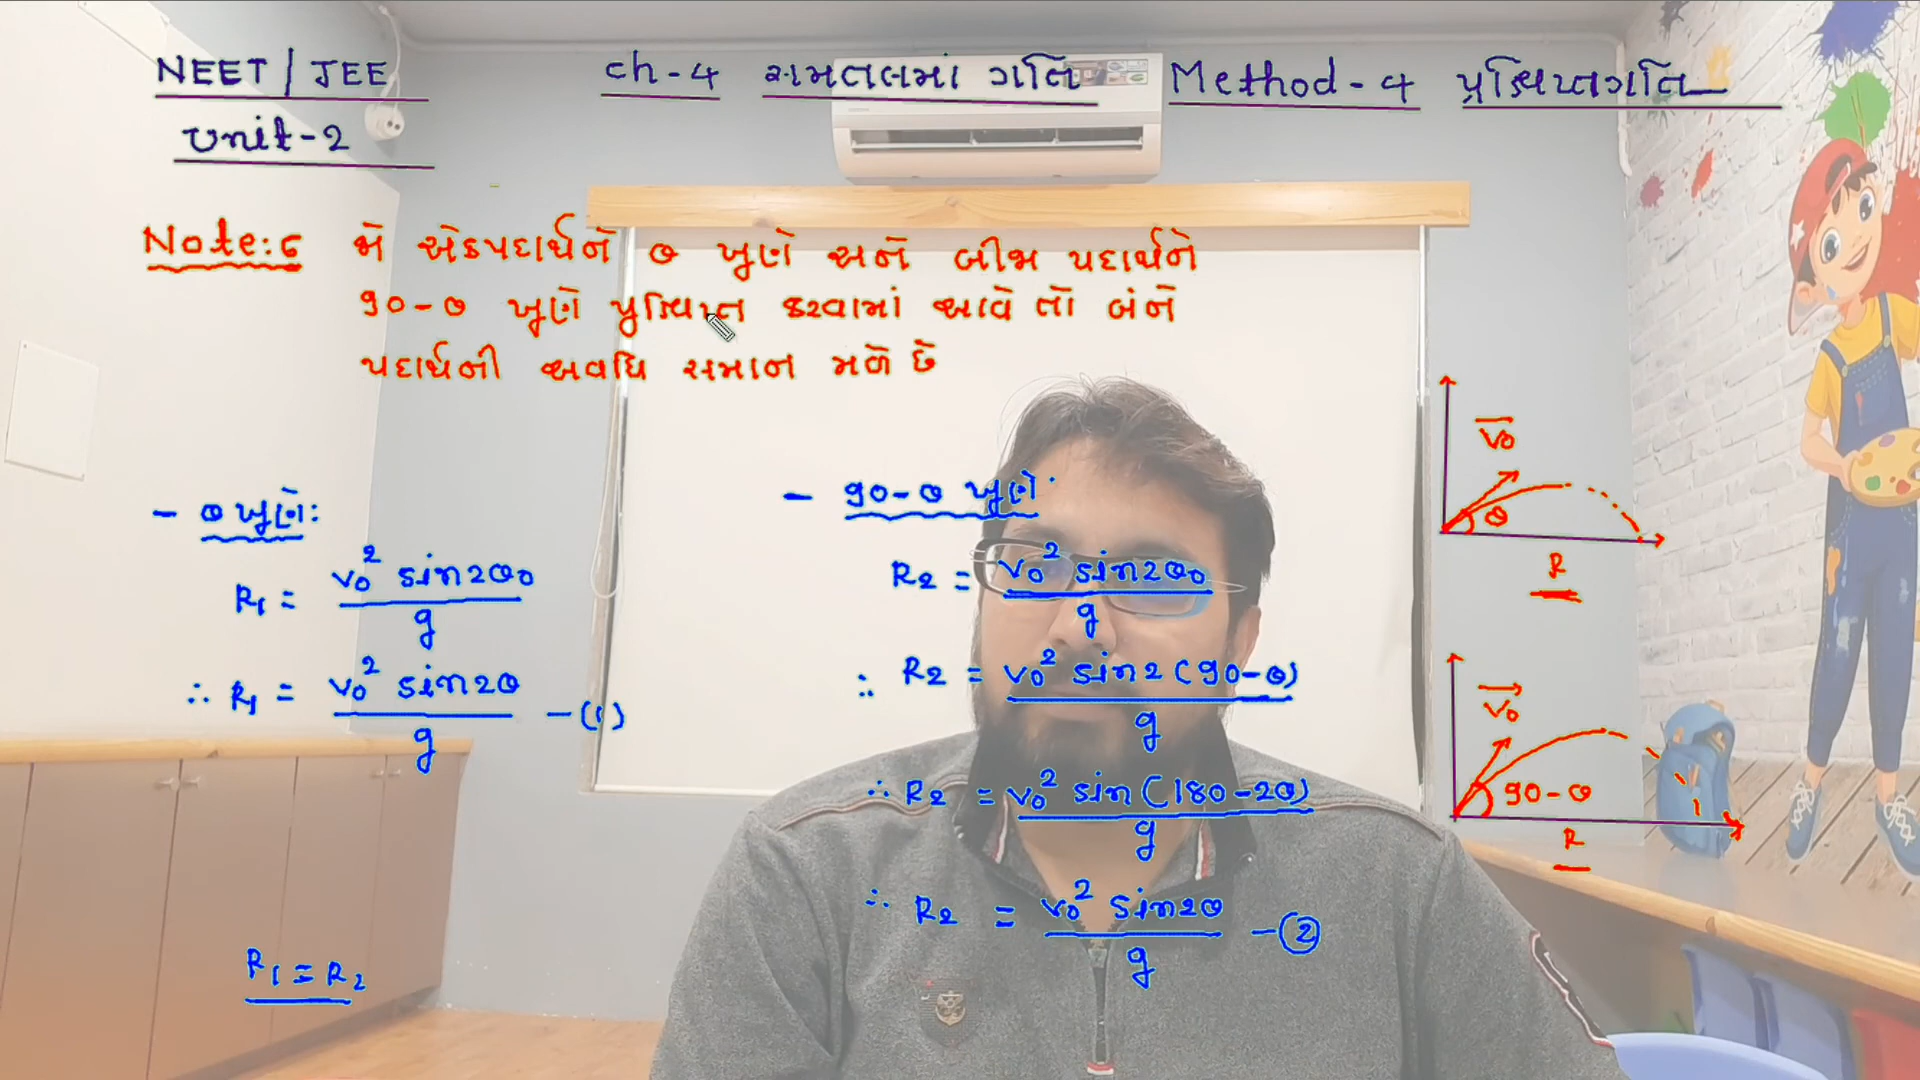 NEET / JEE ch-4 સમતલમાં ગતિ Method-4 પ્રક્ષિપ્તગતિ
Unit-2
Note: 6 જો એકપદાર્થને θ ખૂણે અને બીજા પદાર્થને
90-θ ખૂણે પ્રક્ષિપ્ત કરવામાં આવે તો બંને
પદાર્થની અવધિ સમાન મળે છે
- θ ખૂણે:
R₁ = v₀² sin2θ₀ / g
∴ R₁ = v₀² sin2θ / g -(1)
R₁ = R₂
- 90-θ ખૂણે:
R₂ = v₀² sin2θ₀ / g
∴ R₂ = v₀² sin2(90-θ) / g
∴ R₂ = v₀² sin(180-2θ) / g
∴ R₂ = v₀² sin2θ / g -②
v₀
θ
R
v₀
90-θ
R